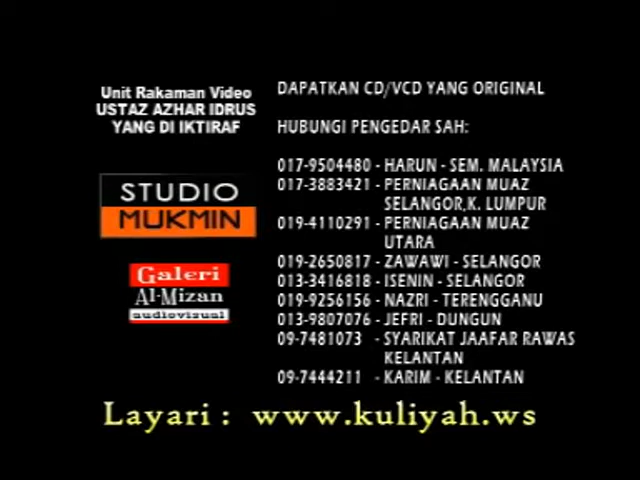 Unit Rakaman Video
USTAZ AZHAR IDRUS
YANG DI IKTIRAF
STUDIO
MUKMIN
Galeri
Al-Mizan
audiovisual
DAPATKAN CD/VCD YANG ORIGINAL
HUBUNGI PENGEDAR SAH:
017-9504480 - HARUN - SEM. MALAYSIA
017-3883421 - PERNIAGAAN MUAZ
SELANGOR,K. LUMPUR
019-4110291 - PERNIAGAAN MUAZ
UTARA
019-2650817 - ZAWAWI - SELANGOR
013-3416818 - ISENIN - SELANGOR
019-9256156 - NAZRI - TERENGGANU
013-9807076 - JEFRI - DUNGUN
09-7481073 - SYARIKAT JAAFAR RAWAS
KELANTAN
09-7444211 - KARIM - KELANTAN
Layari : www.kuliyah.ws